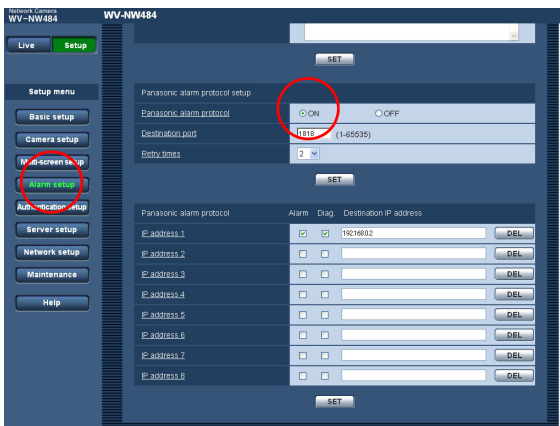 Network Camera
WV-NW484 WV-NW484
Live Setup
SET
Setup menu
Panasonic alarm protocol setup
Basic setup
Panasonic alarm protocol ON OFF
Camera setup
Destination port 1818 (1-65535)
Multi-screen setup
Retry times 2
Alarm setup
SET
Authentication setup
Panasonic alarm protocol Alarm Diag. Destination IP address
Server setup
IP address 1 192.168.0.2 DEL
Network setup
IP address 2 DEL
Maintenance
IP address 3 DEL
IP address 4 DEL
Help
IP address 5 DEL
IP address 6 DEL
IP address 7 DEL
IP address 8 DEL
SET